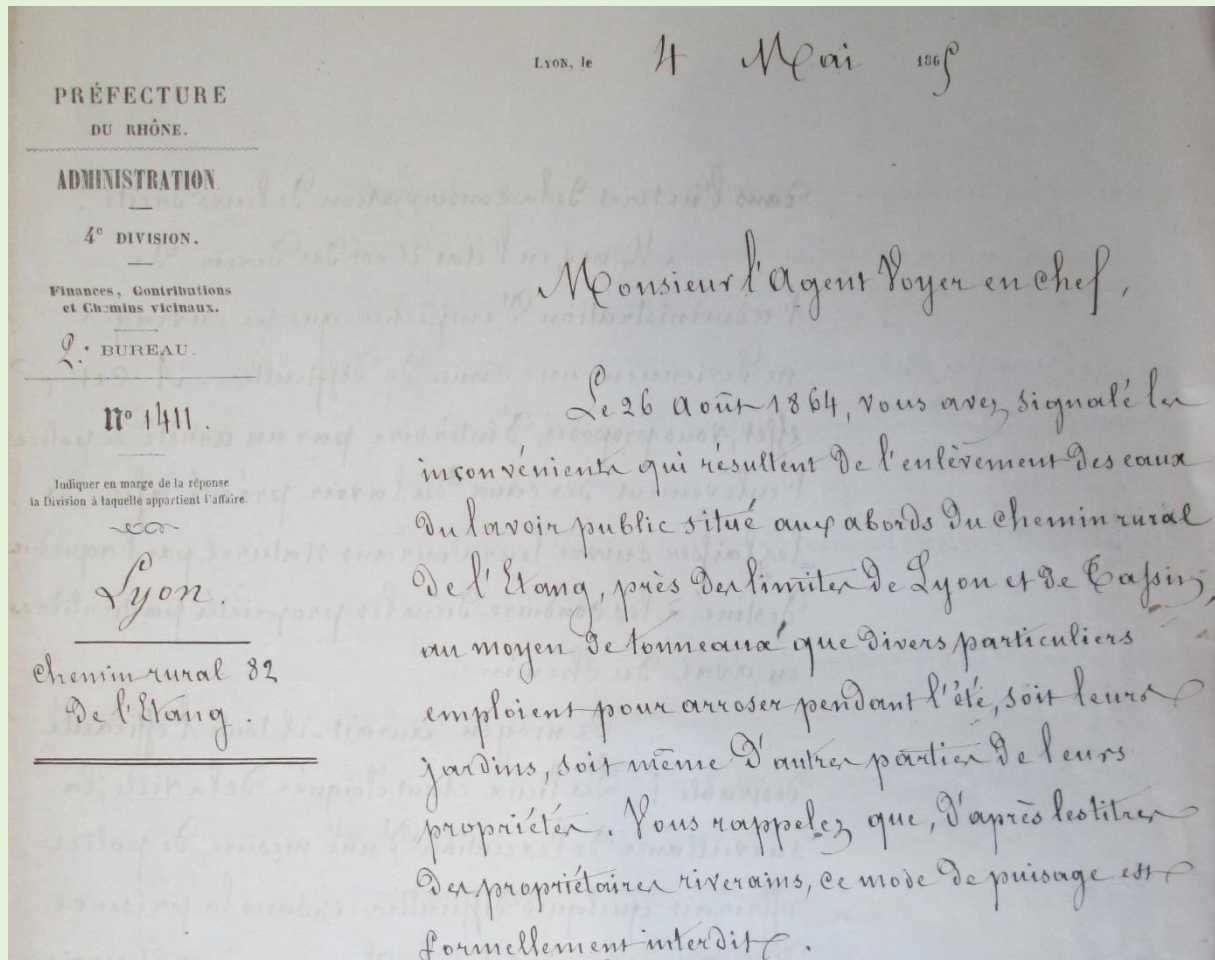 Lyon, le 4 Mai 1865
PRÉFECTURE
DU RHÔNE.
ADMINISTRATION.
4e DIVISION.
Finances, Contributions
et Chemins vicinaux.
2e BUREAU.
No 1411.
Indiquer en marge de la réponse
la Division à laquelle appartient l'affaire.
Lyon.
chemin rural 82
de l'Etang.
Monsieur l'Agent Voyer en chef,
Le 26 Août 1864, vous avez signalé les
inconvénients qui résultent de l'enlèvement des eaux
du lavoir public situé aux abords du chemin rural
de l'Etang, près des limites de Lyon et de Tassin,
au moyen de tonneaux que divers particuliers
emploient pour arroser pendant l'été, soit leurs
jardins, soit même d'autres parties de leurs
propriétés. Vous rappelez que, d'après les titres
des propriétaires riverains, ce mode de puisage est
formellement interdit.